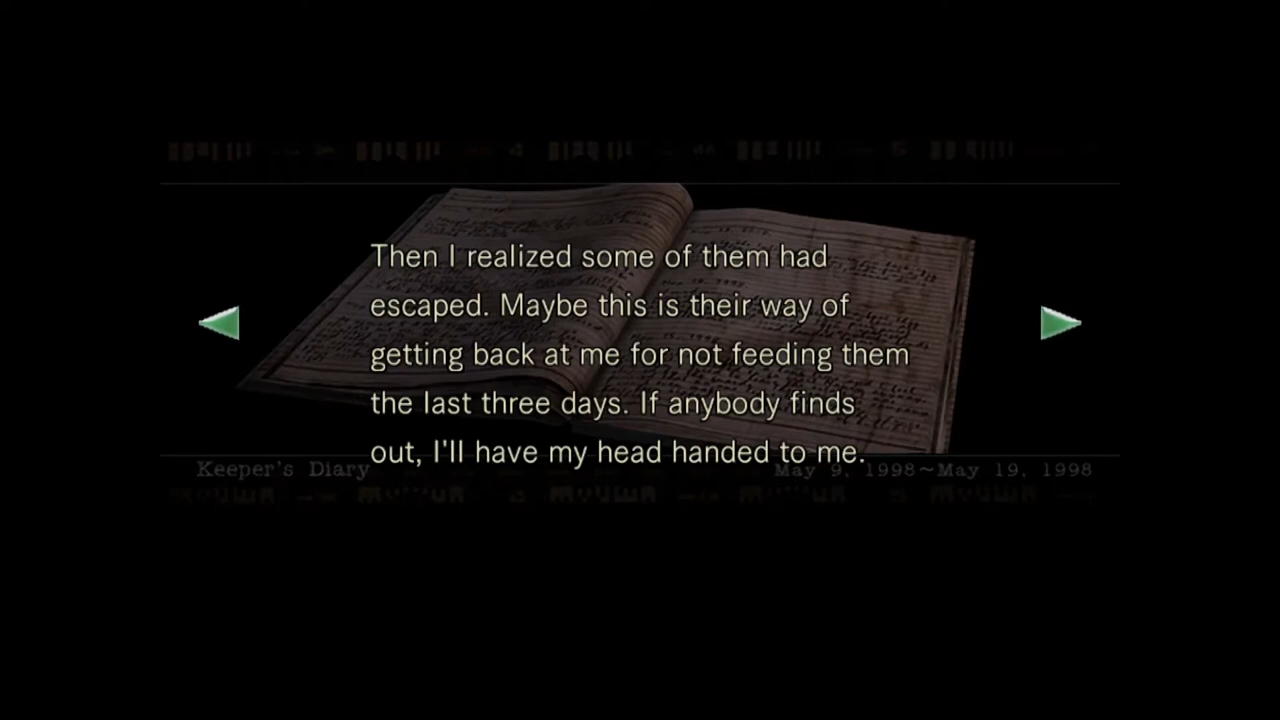 Then I realized some of them had
escaped. Maybe this is their way of
getting back at me for not feeding them
the last three days. If anybody finds
out, I'll have my head handed to me.
Keeper's Diary
May 9, 1998~May 19, 1998